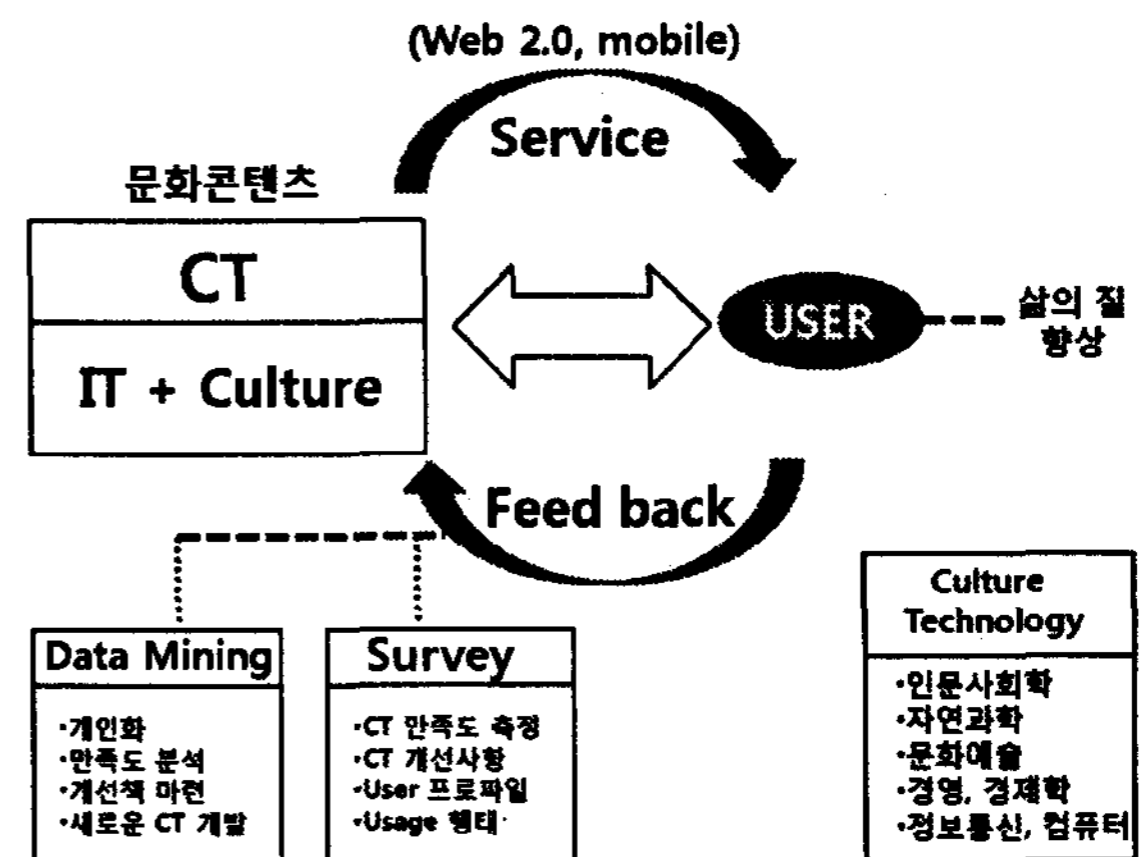 (Web 2.0, mobile)
Service
문화콘텐츠
CT
IT + Culture
USER
삶의 질
향상
Feed back
Data Mining
·개인화
·만족도 분석
·개선책 마련
·새로운 CT 개발
Survey
·CT 만족도 측정
·CT 개선사항
·User 프로파일
·Usage 행태
Culture
Technology
·인문사회학
·자연과학
·문화예술
·경영, 경제학
·정보통신, 컴퓨터